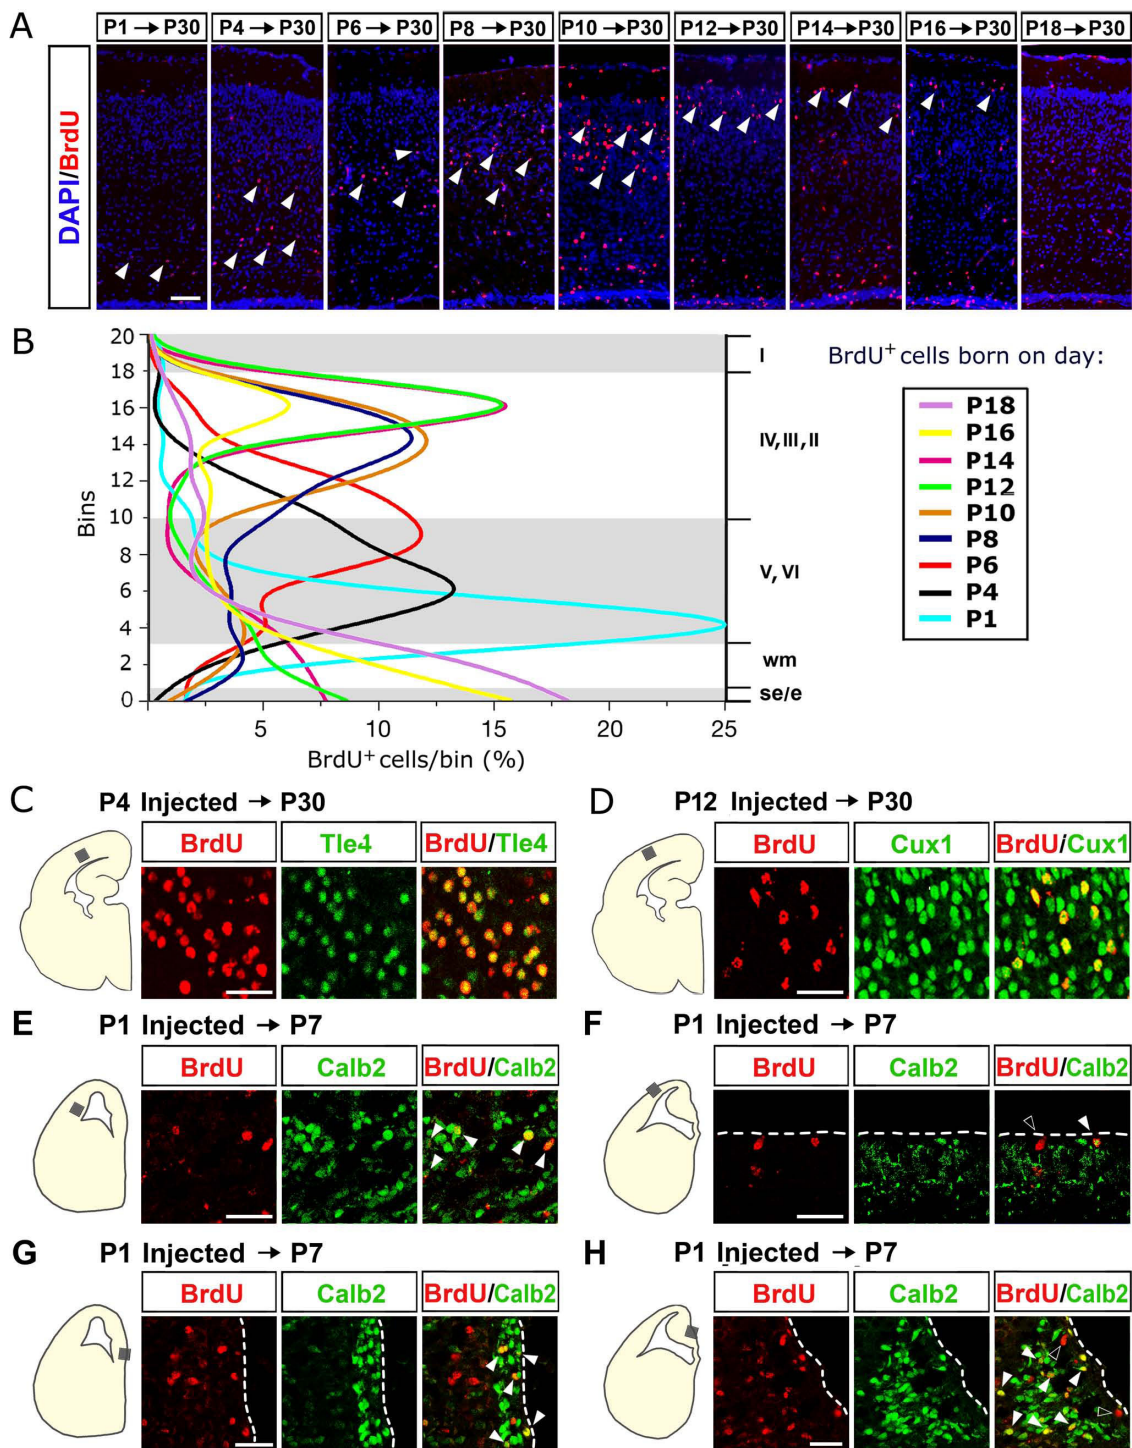 A
P1 → P30
P4 → P30
P6 → P30
P8 → P30
P10 → P30
P12→P30
P14→P30
P16→P30
P18→P30
DAPI/BrdU
B
BrdU+ cells born on day:
20
18
16
14
12
10
8
6
4
2
0
Bins
5
10
15
20
25
BrdU+ cells/bin (%)
I
IV, III, II
V, VI
wm
se/e
P18
P16
P14
P12
P10
P8
P6
P4
P1
C
P4 Injected → P30
BrdU
Tle4
BrdU/Tle4
D
P12 Injected → P30
BrdU
Cux1
BrdU/Cux1
E
P1 Injected → P7
BrdU
Calb2
BrdU/Calb2
F
P1 Injected → P7
BrdU
Calb2
BrdU/Calb2
G
P1 Injected → P7
BrdU
Calb2
BrdU/Calb2
H
P1 Injected → P7
BrdU
Calb2
BrdU/Calb2